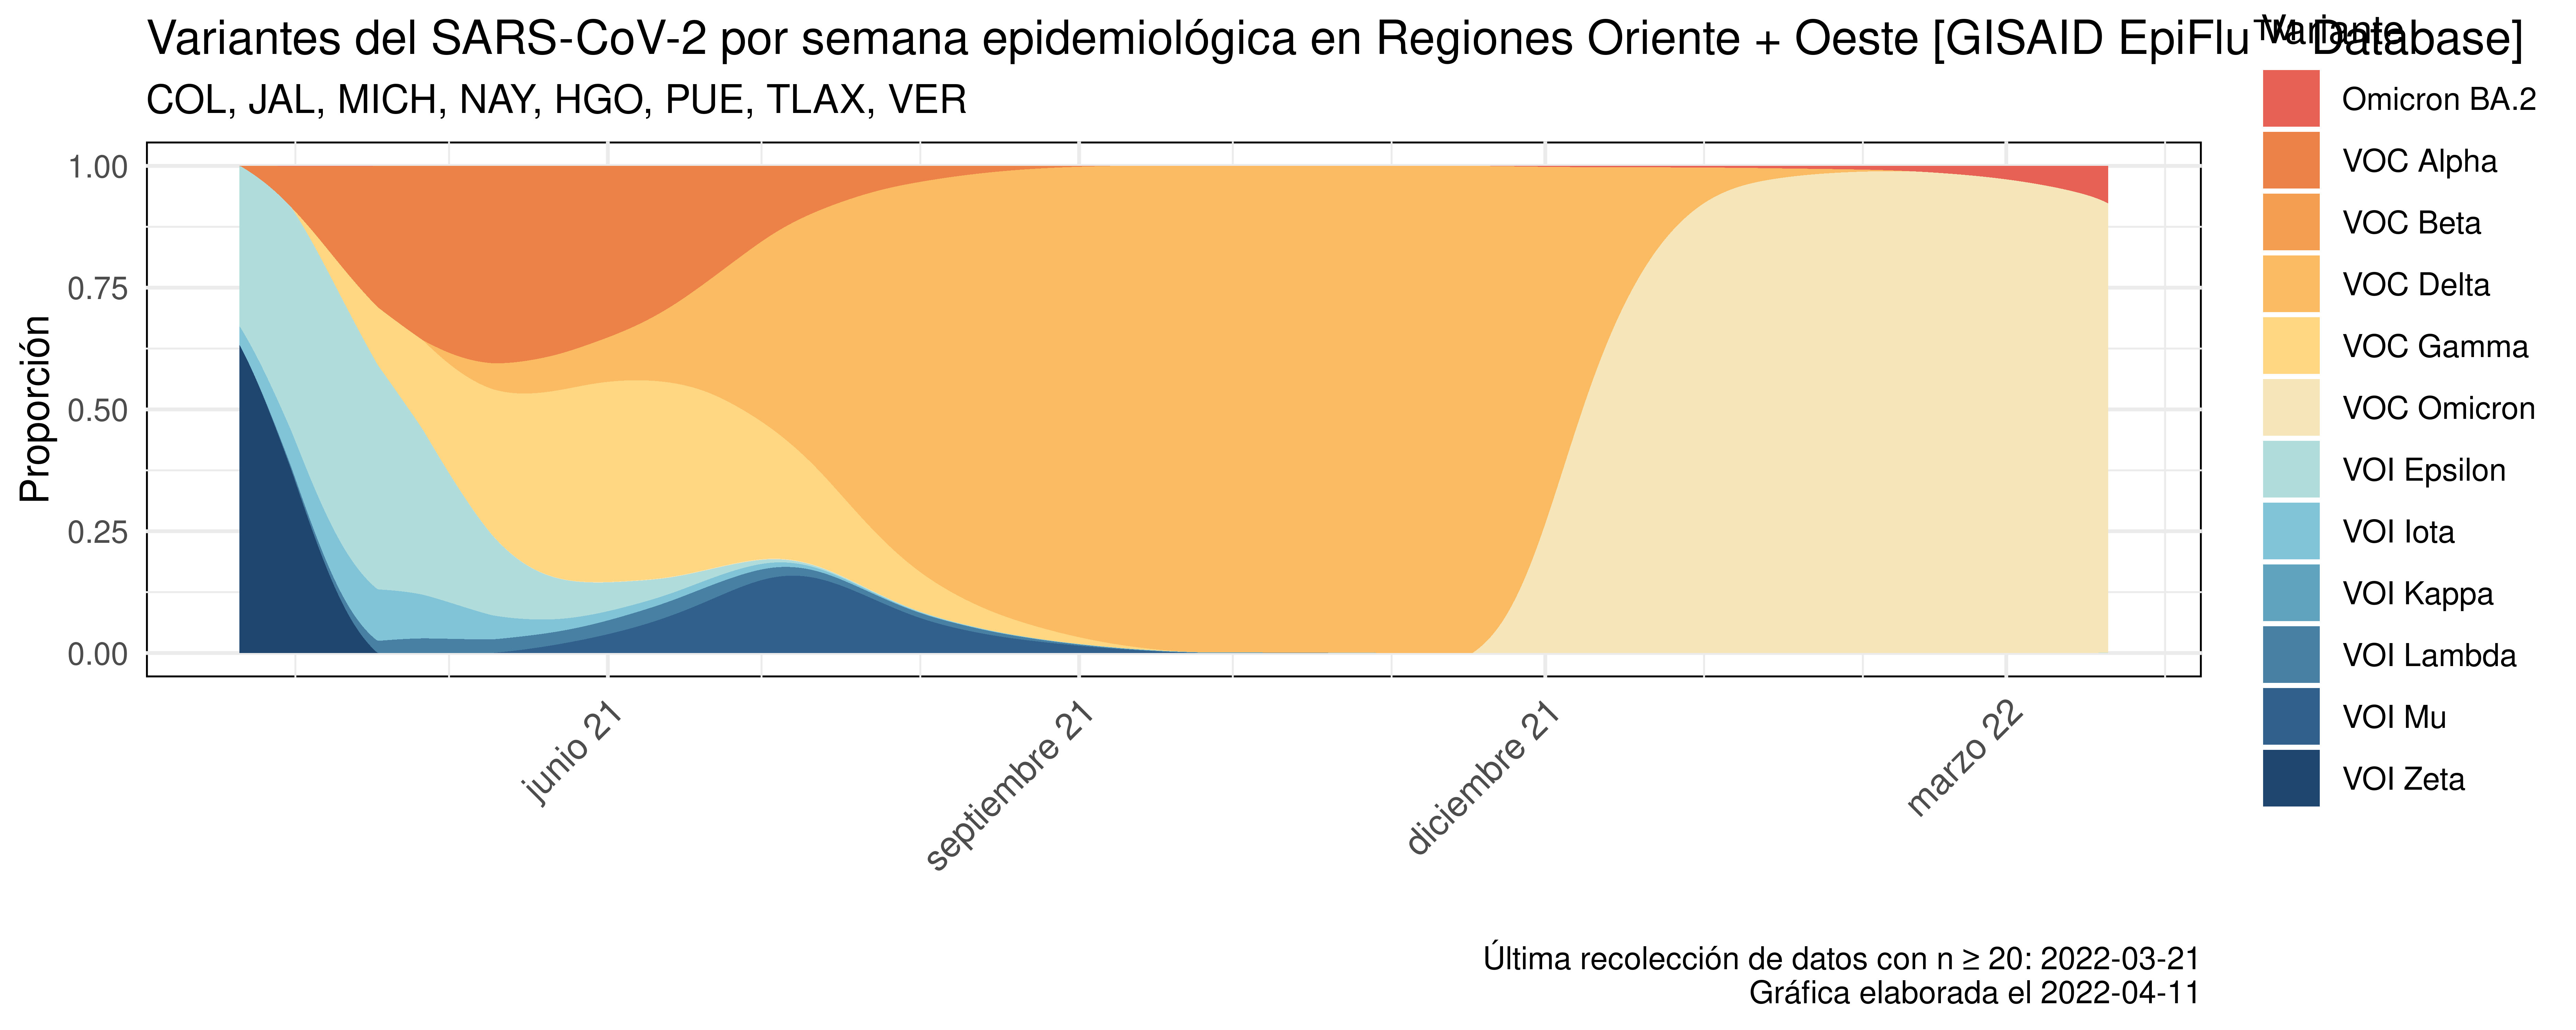 Variantes del SARS-CoV-2 por semana epidemiológica en Regiones Oriente + Oeste [GISAID EpiFlu™ Database]
COL, JAL, MICH, NAY, HGO, PUE, TLAX, VER
Variante
Omicron BA.2
VOC Alpha
VOC Beta
VOC Delta
VOC Gamma
VOC Omicron
VOI Epsilon
VOI Iota
VOI Kappa
VOI Lambda
VOI Mu
VOI Zeta
Proporción
1.00
0.75
0.50
0.25
0.00
junio 21
septiembre 21
diciembre 21
marzo 22
Última recolección de datos con n ≥ 20: 2022-03-21
Gráfica elaborada el 2022-04-11